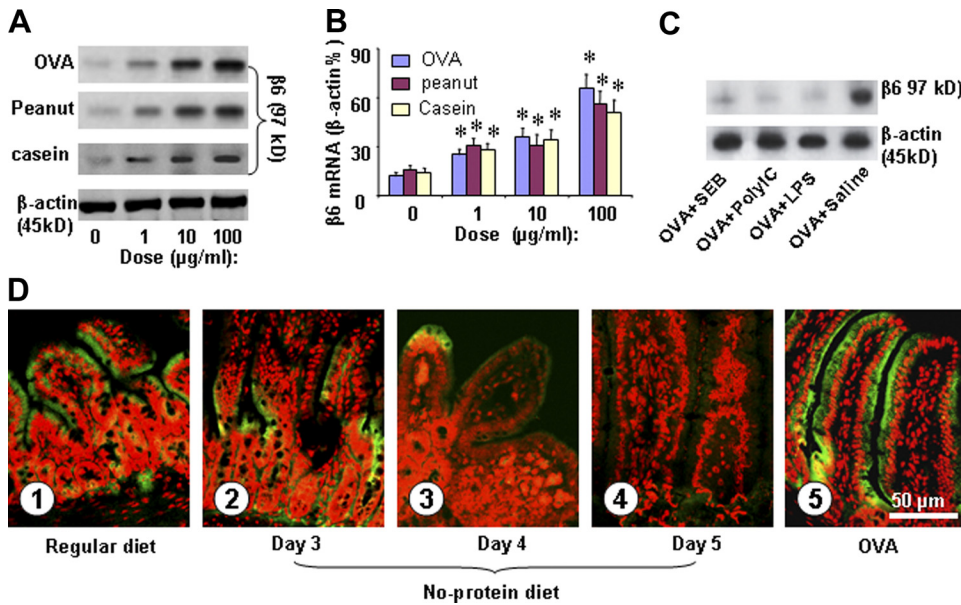 A
OVA
Peanut
casein
β-actin
(45kD)
β6 (97 kD)
0 1 10 100
Dose (µg/ml):
B
β6 mRNA (β-actin%)
90
60
30
0
OVA
peanut
Casein
* * *
* * *
* * *
0 1 10 100
Dose (µg/ml):
C
β6 97 kD)
β-actin
(45kD)
OVA+SEB
OVA+PolyIC
OVA+LPS
OVA+Saline
D
1
2
3
4
5
50 µm
Regular diet
Day 3
Day 4
Day 5
OVA
No-protein diet